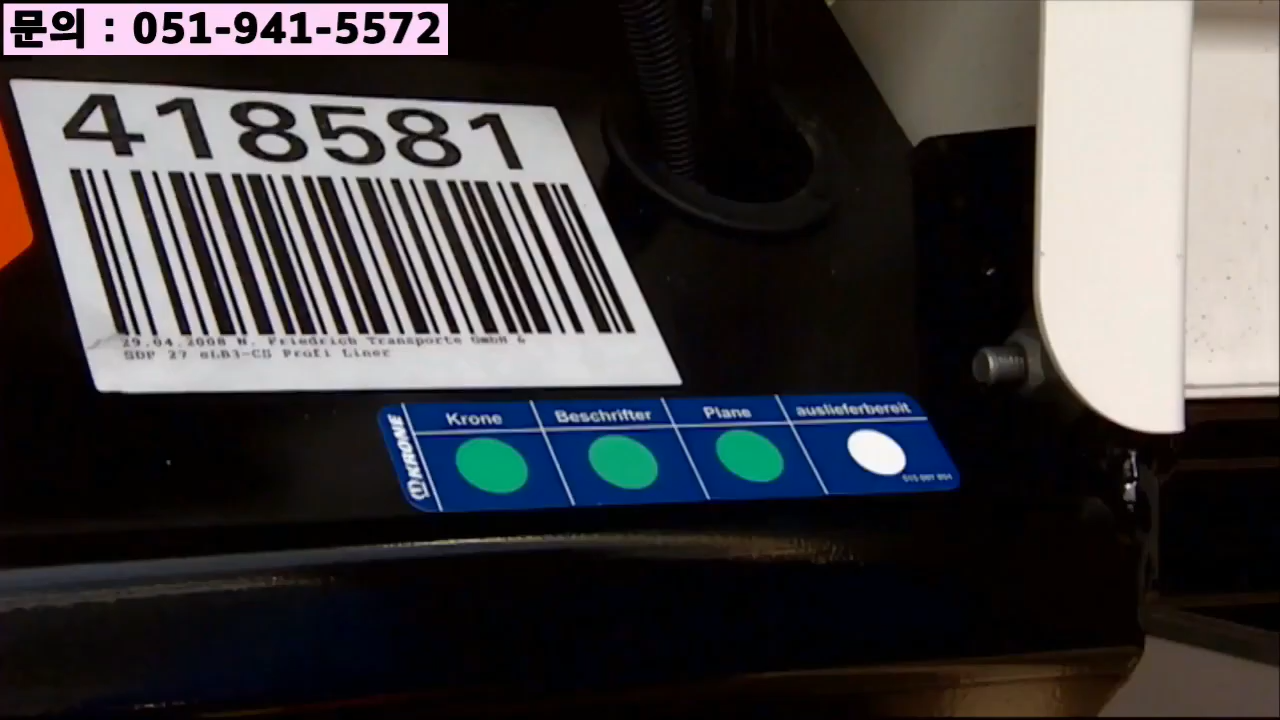 문의 : 051-941-5572
418581
29.04.2008 N. Friedrich Transporte GmbH &
SDP 27 eLB3-CS Profi Liner
KRONE
Krone Beschrifter Plane auslieferbereit